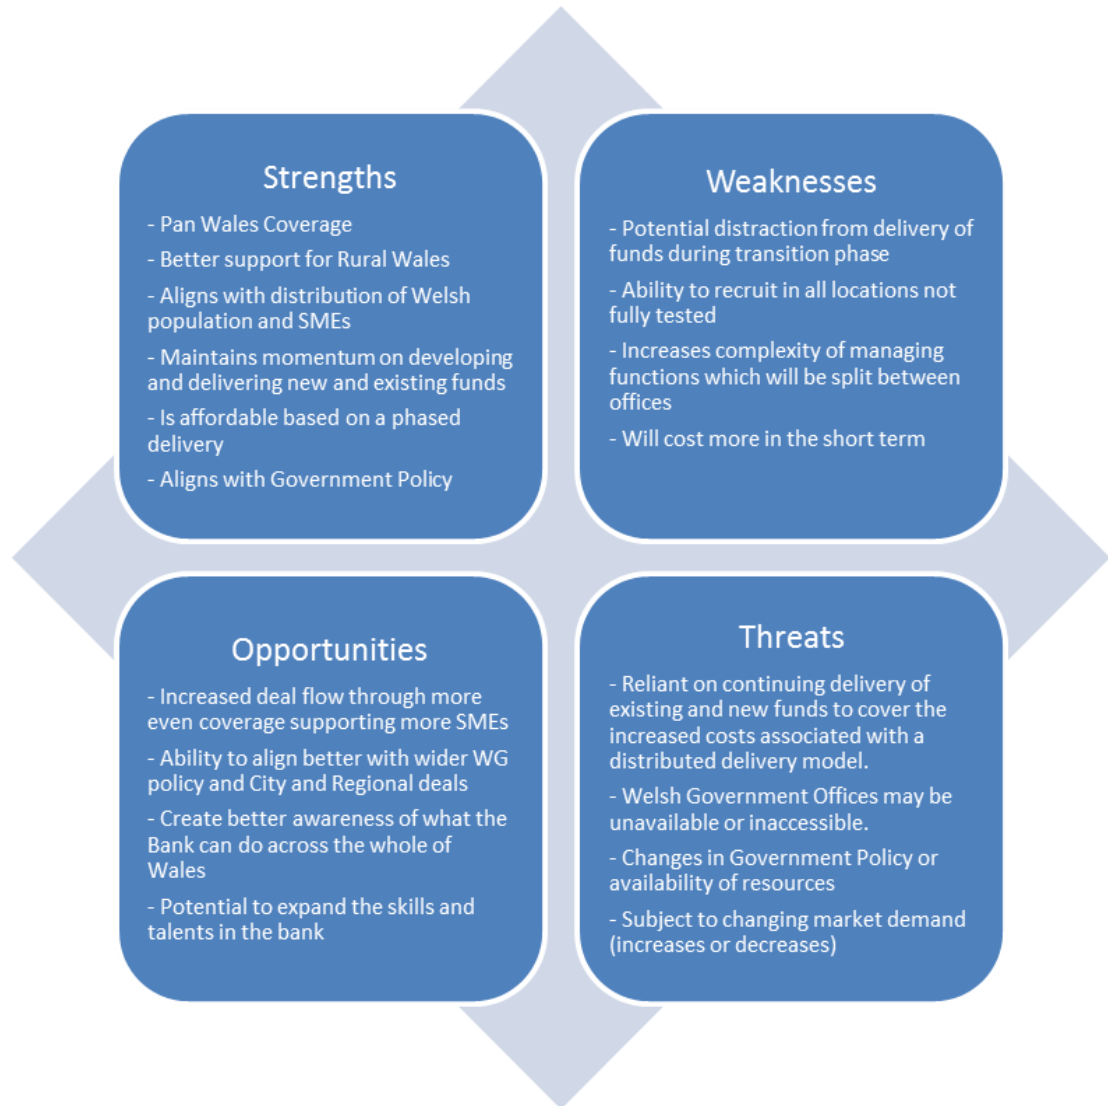 Strengths
- Pan Wales Coverage
- Better support for Rural Wales
- Aligns with distribution of Welsh
population and SMEs
- Maintains momentum on developing
and delivering new and existing funds
- Is affordable based on a phased
delivery
- Aligns with Government Policy
Weaknesses
- Potential distraction from delivery of
funds during transition phase
- Ability to recruit in all locations not
fully tested
- Increases complexity of managing
functions which will be split between
offices
- Will cost more in the short term
Opportunities
- Increased deal flow through more
even coverage supporting more SMEs
- Ability to align better with wider WG
policy and City and Regional deals
- Create better awareness of what the
Bank can do across the whole of
Wales
- Potential to expand the skills and
talents in the bank
Threats
- Reliant on continuing delivery of
existing and new funds to cover the
increased costs associated with a
distributed delivery model.
- Welsh Government Offices may be
unavailable or inaccessible.
- Changes in Government Policy or
availability of resources
- Subject to changing market demand
(increases or decreases)